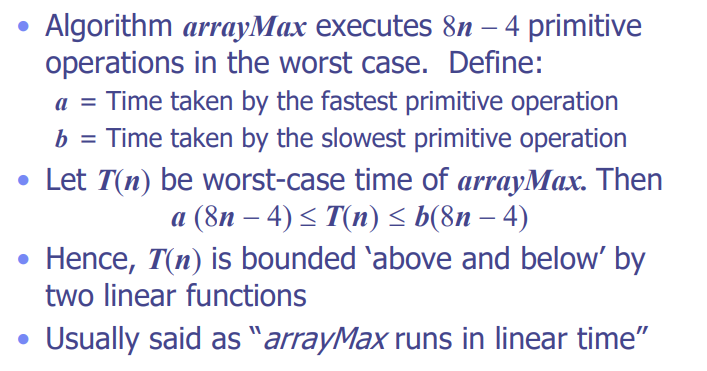 • Algorithm arrayMax executes 8n – 4 primitive
operations in the worst case.  Define:
a = Time taken by the fastest primitive operation
b = Time taken by the slowest primitive operation
• Let T(n) be worst-case time of arrayMax. Then
a (8n – 4) ≤ T(n) ≤ b(8n – 4)
• Hence, T(n) is bounded ‘above and below’ by
two linear functions
• Usually said as “arrayMax runs in linear time”